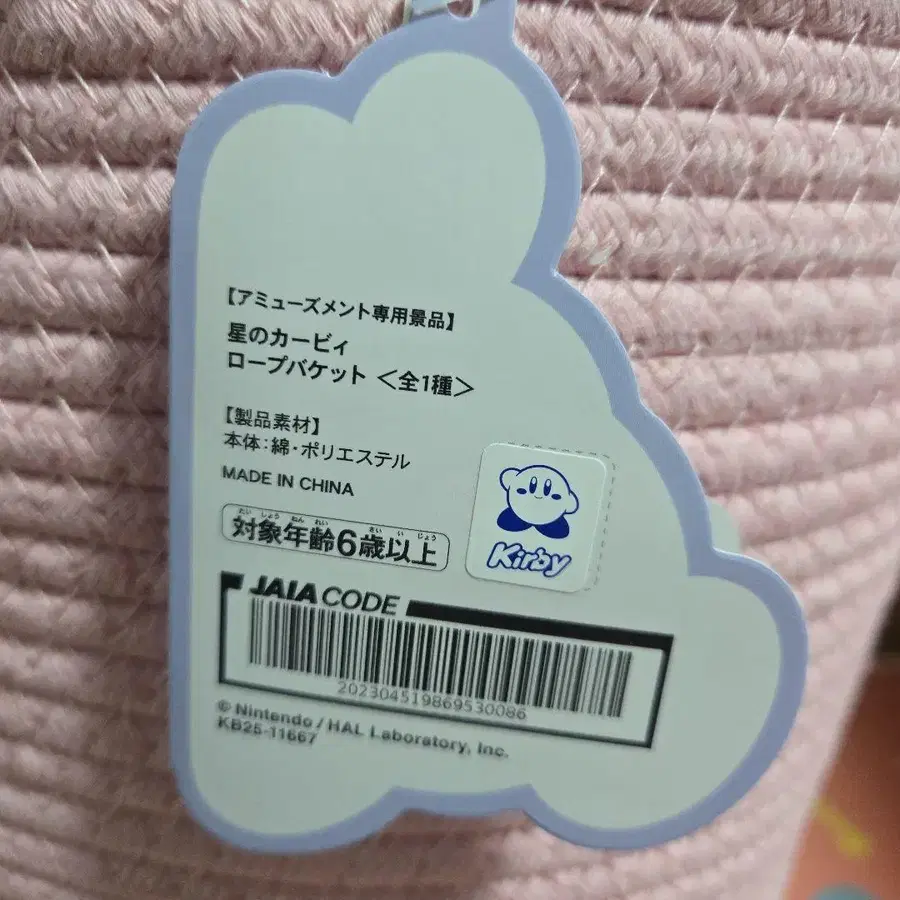 【アミューズメント専用景品】
星のカービィ
ロープバケット＜全1種＞
【製品素材】
本体：綿・ポリエステル
MADE IN CHINA
たいしょうねんれい さいいじょう
対象年齢6歳以上
Kirby
JAIA CODE
202304519869530086
© Nintendo / HAL Laboratory, Inc.
KB25-11667